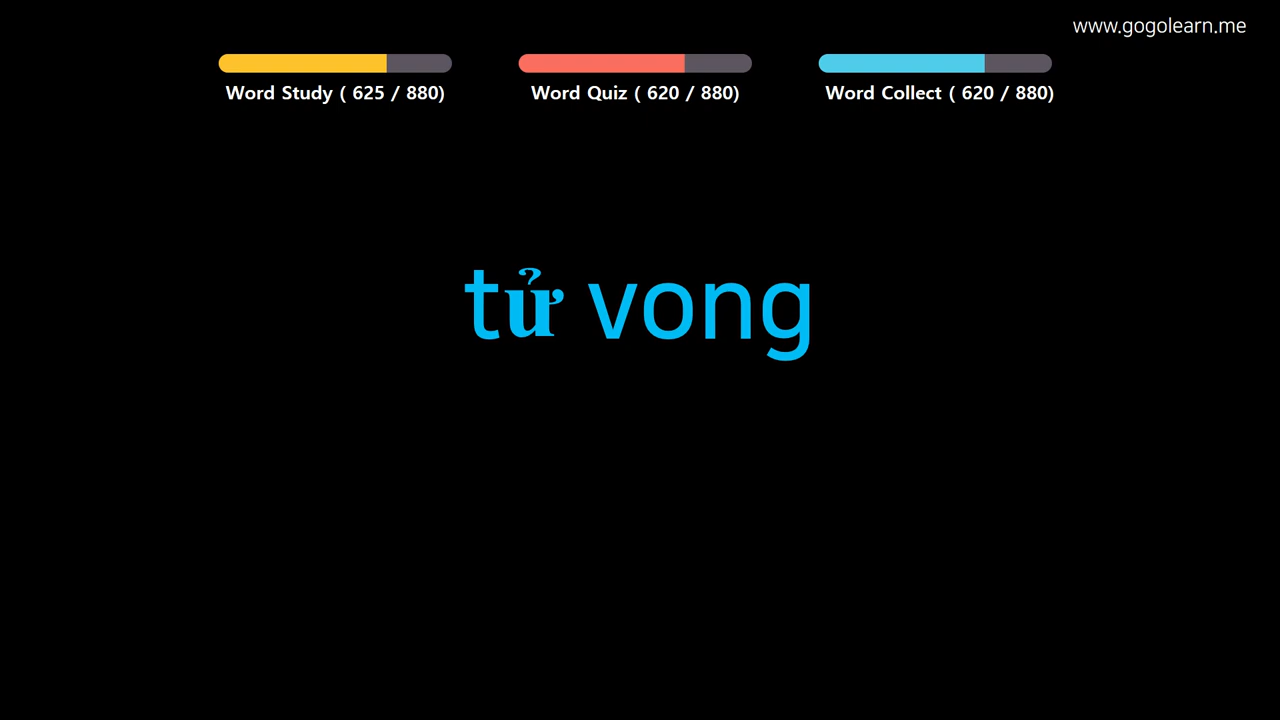 www.gogolearn.me
Word Study ( 625 / 880)
Word Quiz ( 620 / 880)
Word Collect ( 620 / 880)
tử vong